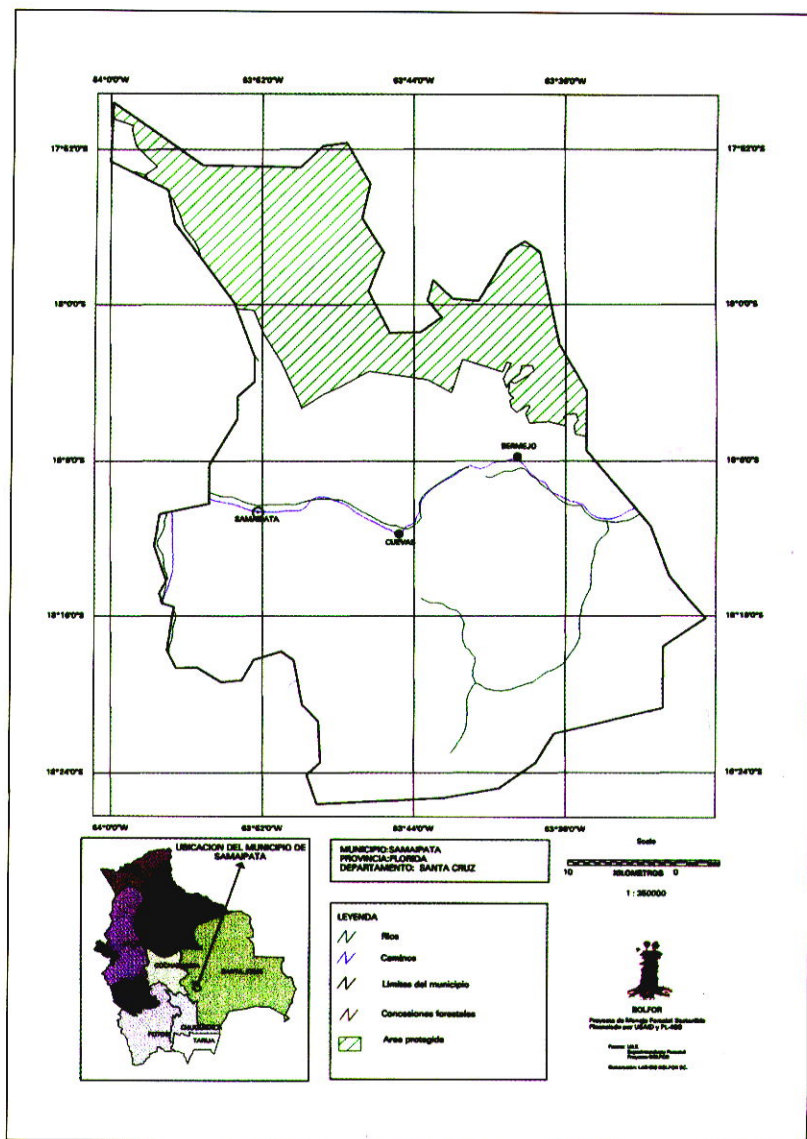 64°0'0"W 63°52'0"W 63°44'0"W 63°36'0"W
17°52'0"S 17°52'0"S
18°0'0"S 18°0'0"S
BERMEJO
18°8'0"S 18°8'0"S
SAMAIPATA
CUEVAS
18°16'0"S 18°16'0"S
18°24'0"S 18°24'0"S
64°0'0"W 63°52'0"W 63°44'0"W 63°36'0"W
UBICACION DEL MUNICIPIO DE
SAMAIPATA
POTOSI
CHUQUISACA
TARIJA
MUNICIPIO:SAMAIPATA
PROVINCIA:FLORIDA
DEPARTAMENTO: SANTA CRUZ
Scale
10 KILOMETROS 0
1 : 350000
LEYENDA
Rios
Caminos
Limites del municipio
Concesiones forestales
Area protegida
BOLFOR
Proyecto de Manejo Forestal Sostenible
Financiado por USAID y PL-480